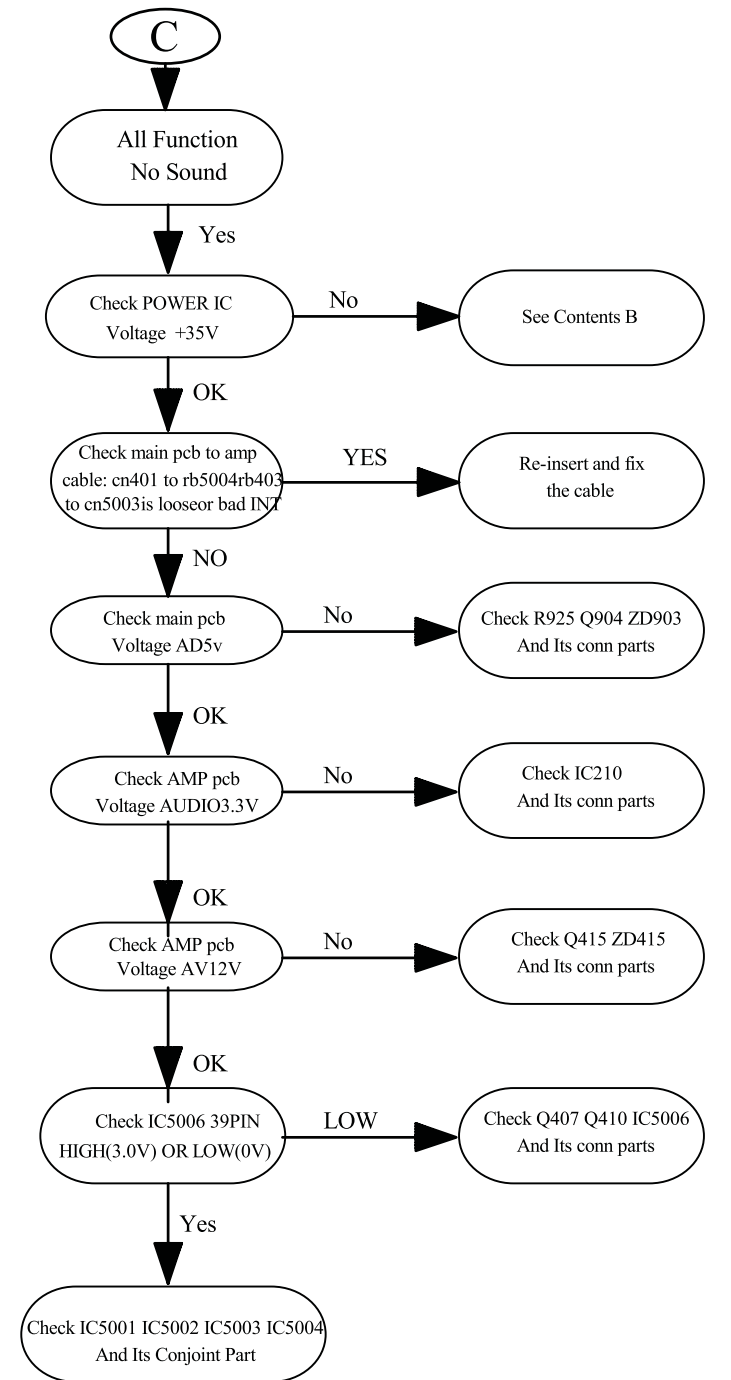 C
All Function
No Sound
Yes
Check POWER IC
Voltage +35V
No
See Contents B
OK
Check main pcb to amp
cable: cn401 to rb5004rb403
to cn5003is looseor bad INT
YES
Re-insert and fix
the cable
NO
Check main pcb
Voltage AD5v
No
Check R925 Q904 ZD903
And Its conn parts
OK
Check AMP pcb
Voltage AUDIO3.3V
No
Check IC210
And Its conn parts
OK
Check AMP pcb
Voltage AV12V
No
Check Q415 ZD415
And Its conn parts
OK
Check IC5006 39PIN
HIGH(3.0V) OR LOW(0V)
LOW
Check Q407 Q410 IC5006
And Its conn parts
Yes
Check IC5001 IC5002 IC5003 IC5004
And Its Conjoint Part